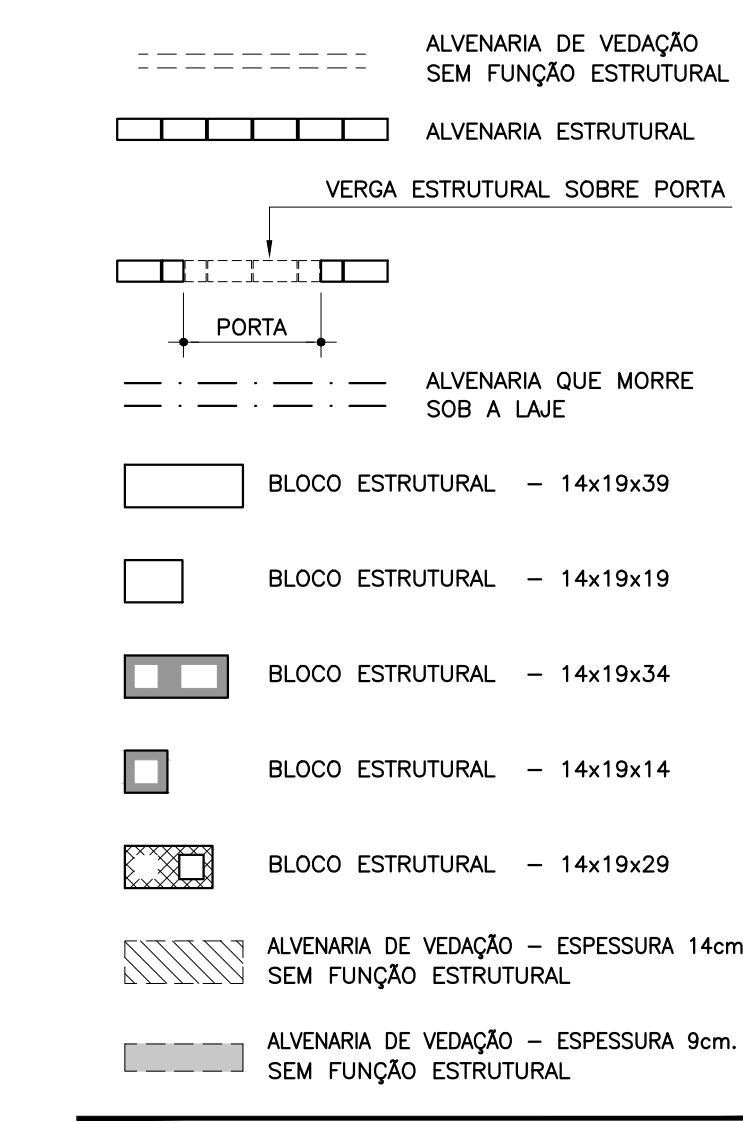 ALVENARIA DE VEDAÇÃO
SEM FUNÇÃO ESTRUTURAL
ALVENARIA ESTRUTURAL
VERGA ESTRUTURAL SOBRE PORTA
PORTA
ALVENARIA QUE MORRE
SOB A LAJE
BLOCO ESTRUTURAL – 14x19x39
BLOCO ESTRUTURAL – 14x19x19
BLOCO ESTRUTURAL – 14x19x34
BLOCO ESTRUTURAL – 14x19x14
BLOCO ESTRUTURAL – 14x19x29
ALVENARIA DE VEDAÇÃO – ESPESSURA 14cm
SEM FUNÇÃO ESTRUTURAL
ALVENARIA DE VEDAÇÃO – ESPESSURA 9cm.
SEM FUNÇÃO ESTRUTURAL